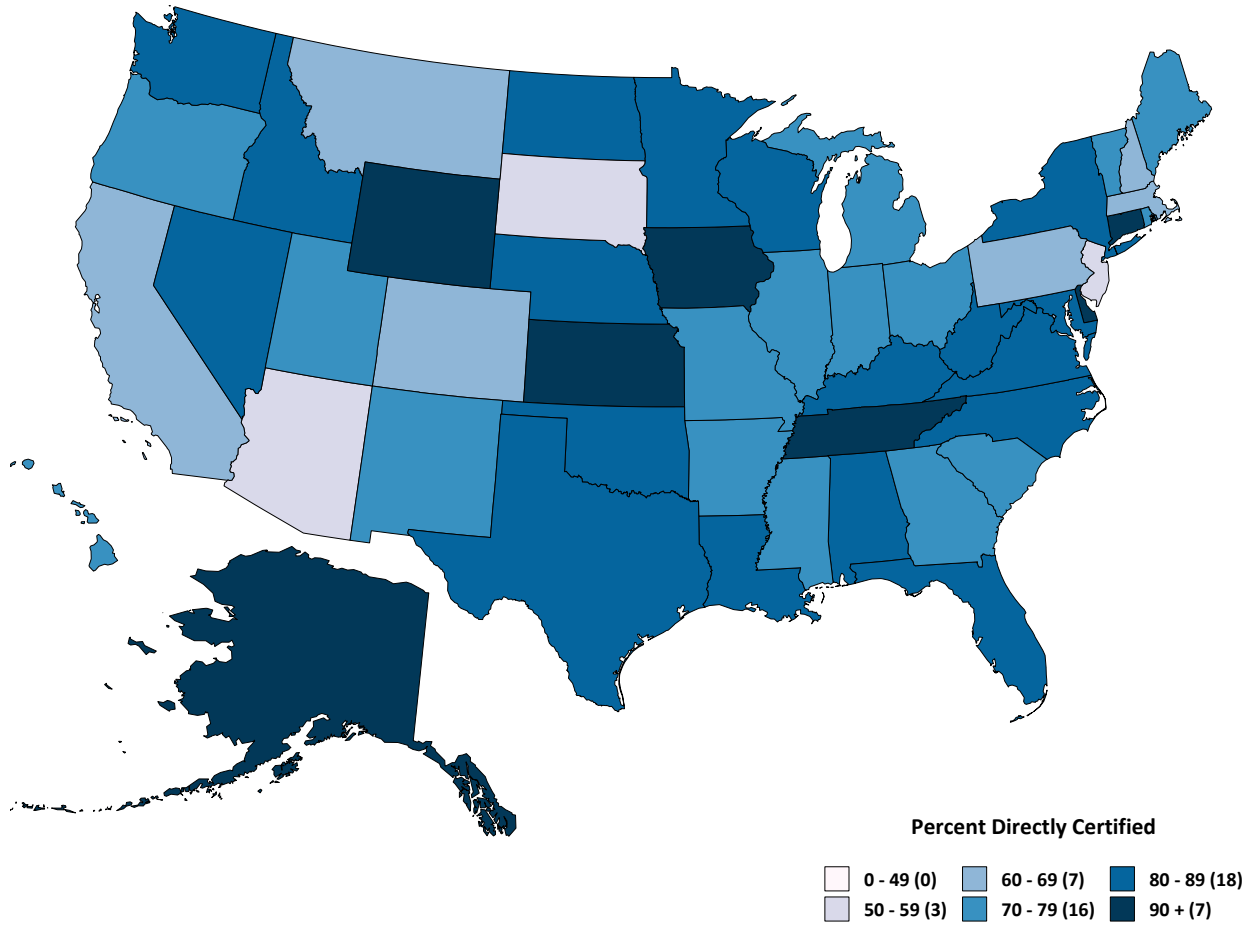 Percent Directly Certified
0 - 49 (0) 60 - 69 (7) 80 - 89 (18)
50 - 59 (3) 70 - 79 (16) 90 + (7)